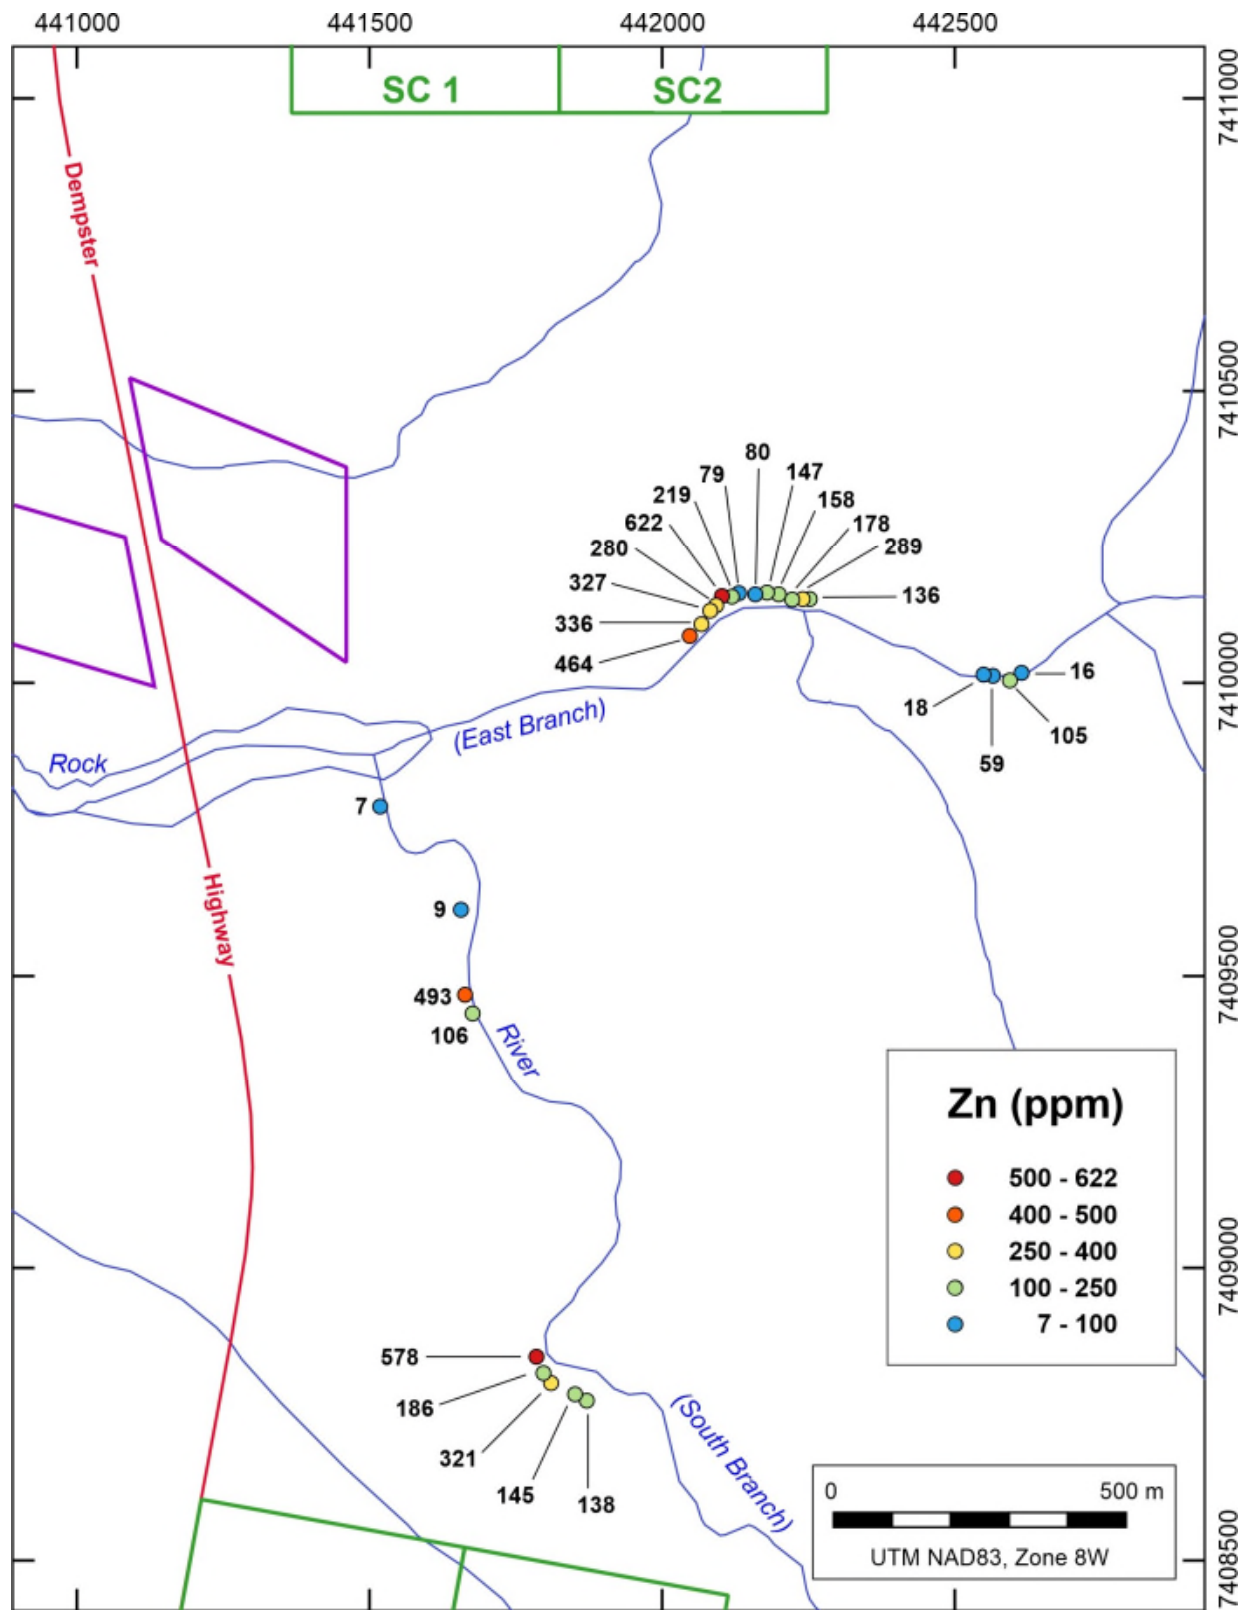 441000
441500
442000
442500
SC 1
SC2
7411000
Dempster
7410500
80
79
147
219
158
622
178
280
289
327
136
336
464
7410000
16
18
105
59
(East Branch)
Rock
7
Highway
9
7409500
493
106
River
Zn (ppm)
500 - 622
400 - 500
250 - 400
100 - 250
7 - 100
7409000
578
186
321
145
138
(South Branch)
0
500 m
UTM NAD83, Zone 8W
7408500